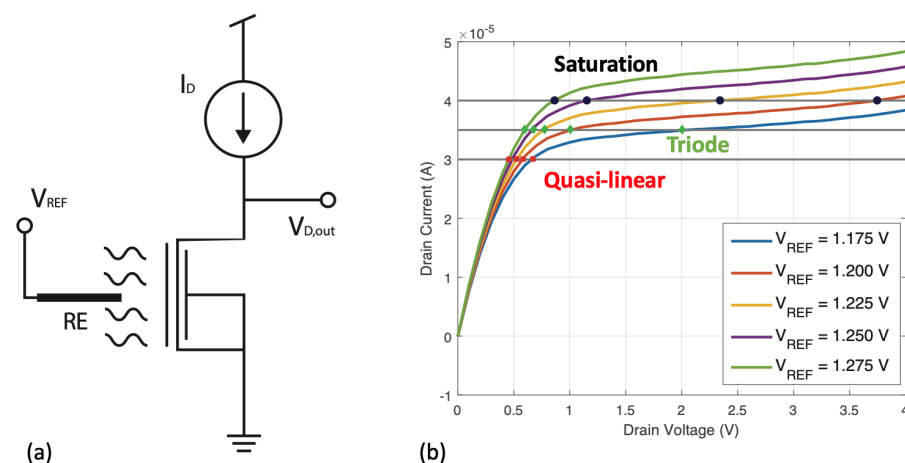 I_D
V_REF
V_D,out
RE
(a)
×10^-5
5
4
3
2
1
0
-1
Drain Current (A)
Saturation
Triode
Quasi-linear
V_REF = 1.175 V
V_REF = 1.200 V
V_REF = 1.225 V
V_REF = 1.250 V
V_REF = 1.275 V
0 0.5 1 1.5 2 2.5 3 3.5 4
Drain Voltage (V)
(b)